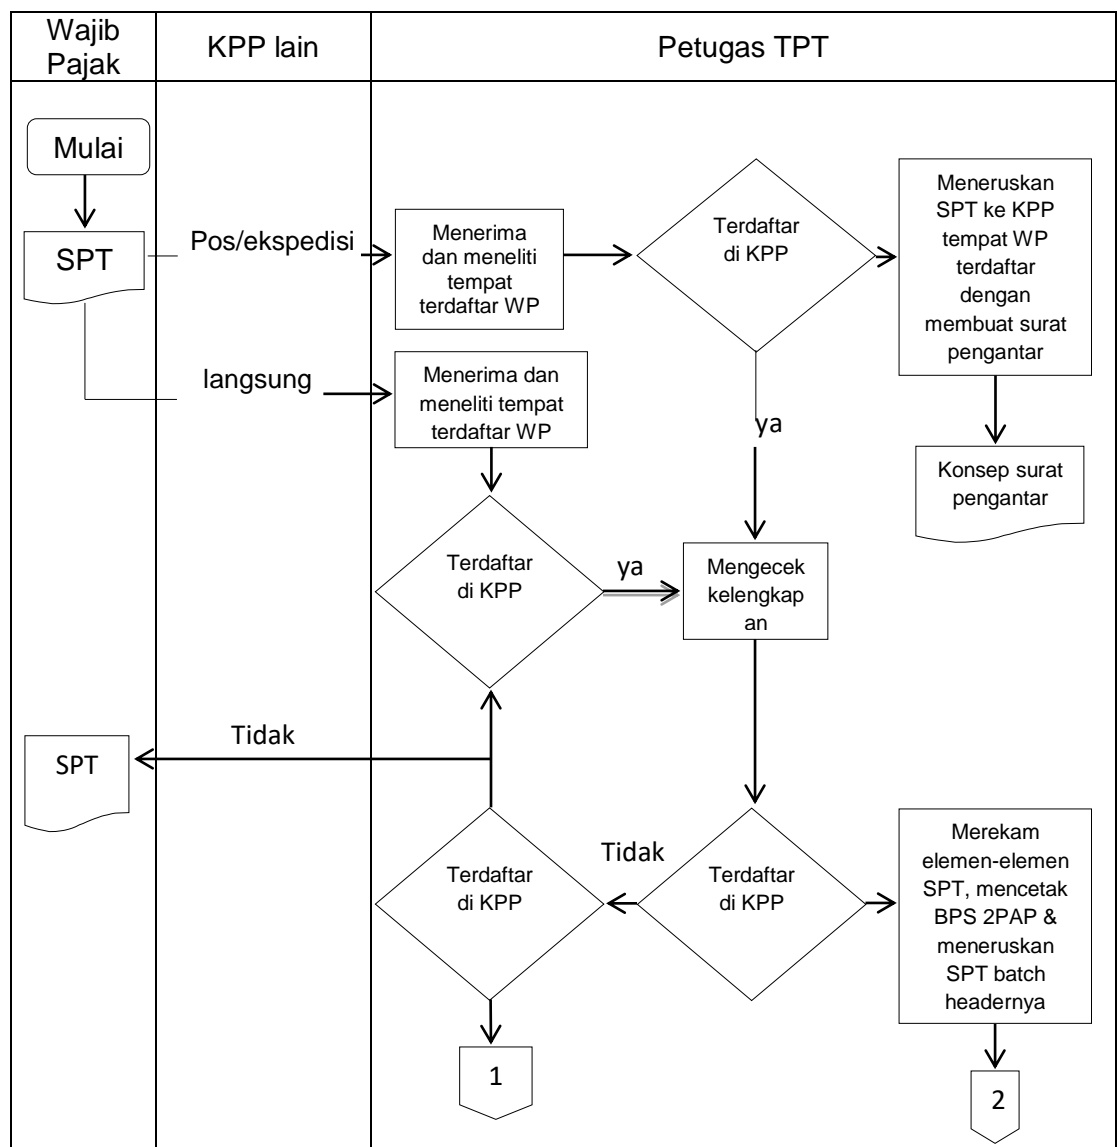 Wajib
Pajak
KPP lain
Petugas TPT
Mulai
SPT
Pos/ekspedisi
Menerima
dan meneliti
tempat
terdaftar WP
Terdaftar
di KPP
Meneruskan
SPT ke KPP
tempat WP
terdaftar
dengan
membuat surat
pengantar
langsung
Menerima dan
meneliti tempat
terdaftar WP
ya
Konsep surat
pengantar
Terdaftar
di KPP
ya
Mengecek
kelengkap
an
Tidak
SPT
Terdaftar
di KPP
Tidak
Terdaftar
di KPP
Merekam
elemen-elemen
SPT, mencetak
BPS 2PAP &
meneruskan
SPT batch
headernya
1
2